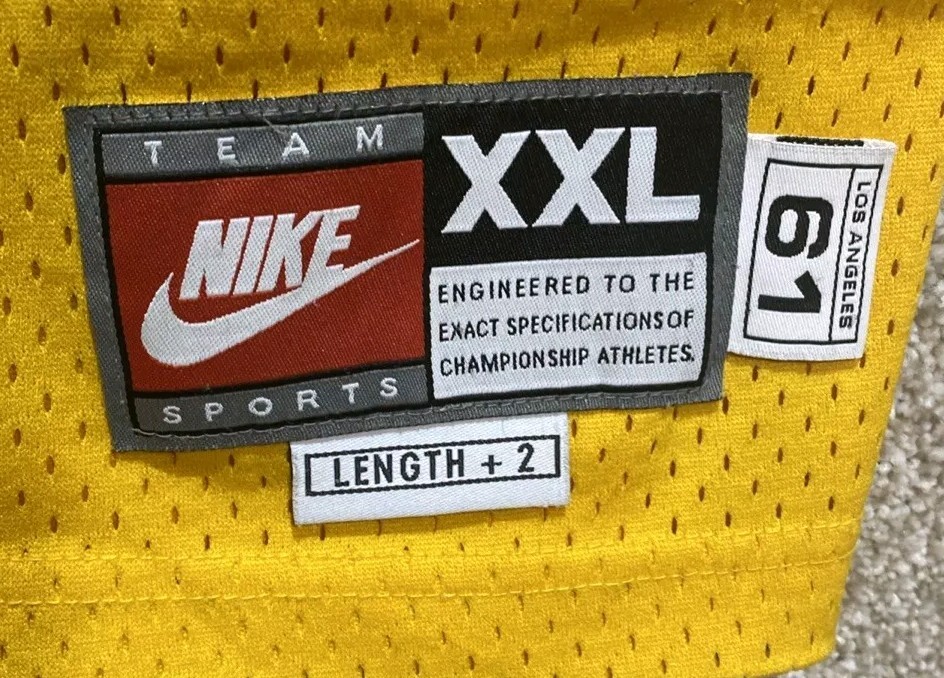 TEAM
NIKE
SPORTS
XXL
ENGINEERED TO THE
EXACT SPECIFICATIONS OF
CHAMPIONSHIP ATHLETES.
LENGTH + 2
LOS ANGELES
61